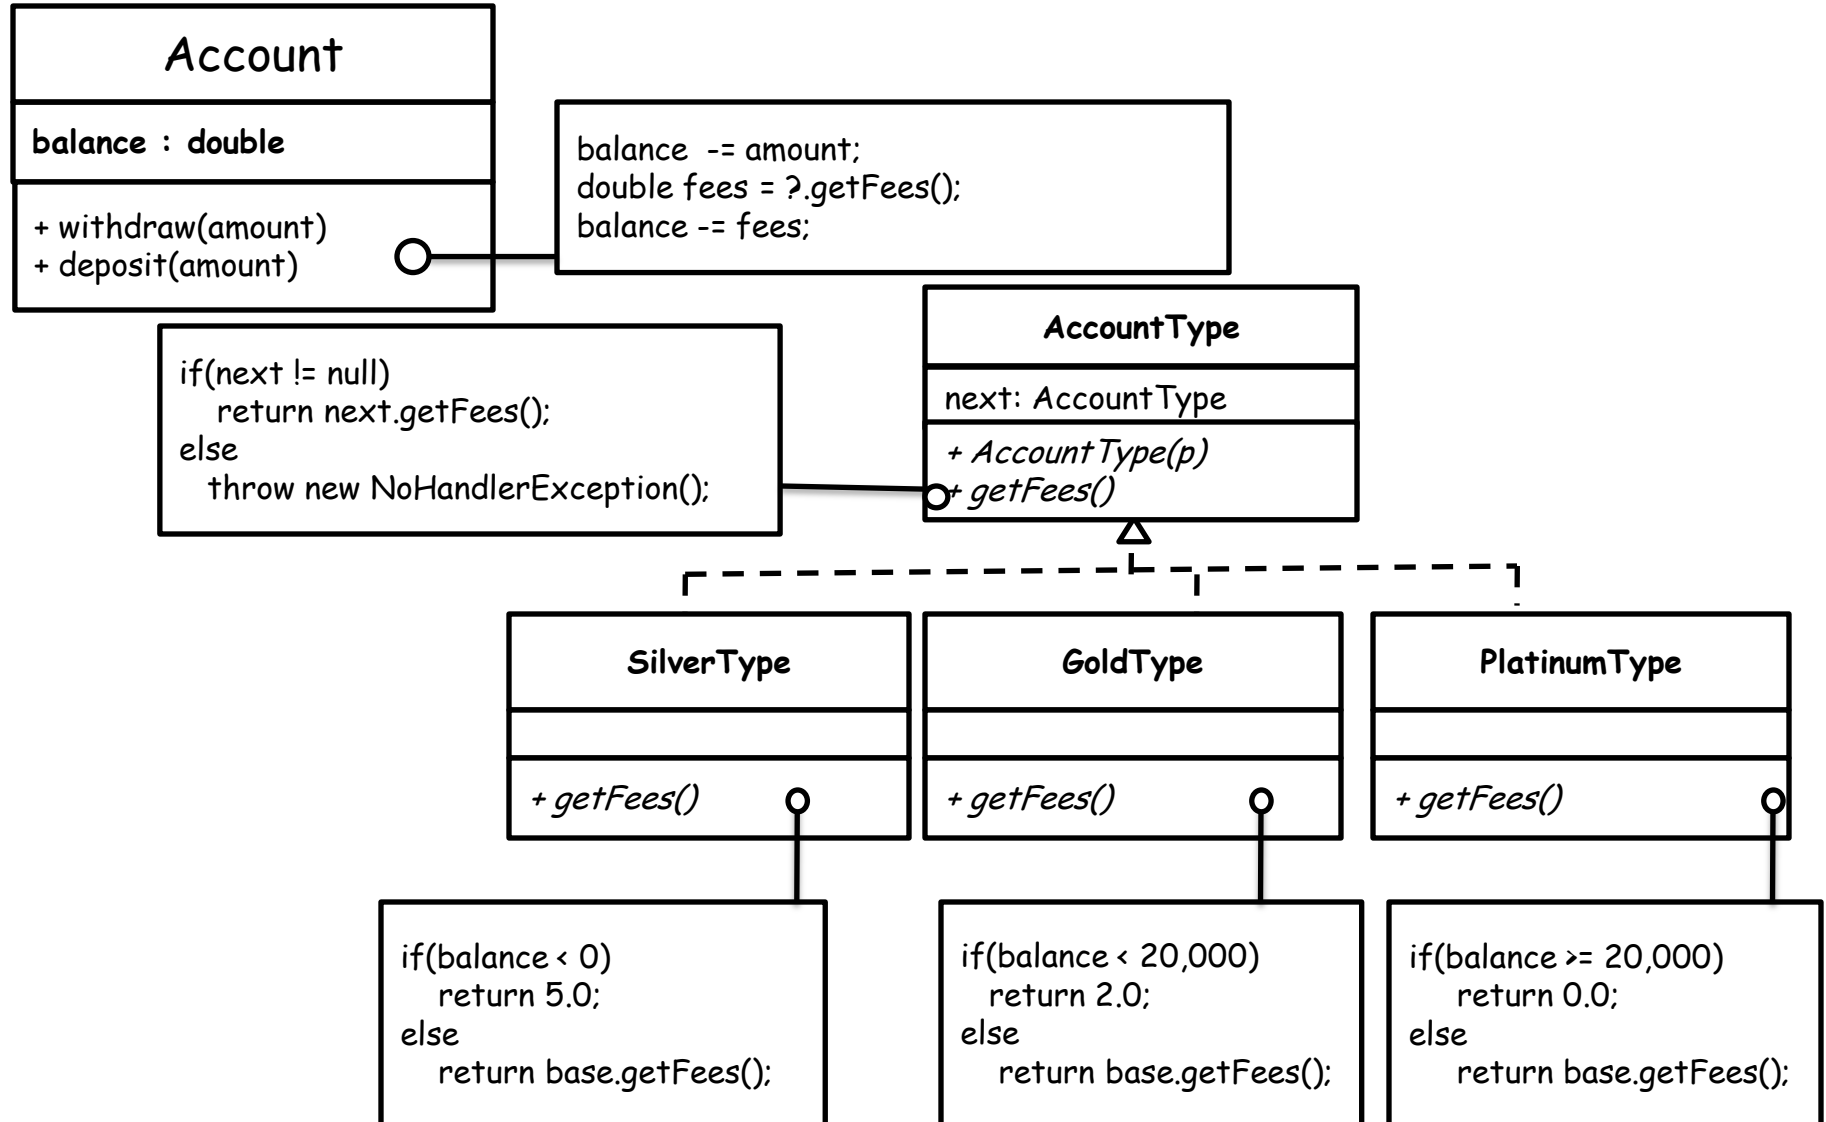 Account
balance : double
+ withdraw(amount)
+ deposit(amount)
balance -= amount;
double fees = ?.getFees();
balance -= fees;
if(next != null)
return next.getFees();
else
throw new NoHandlerException();
AccountType
next: AccountType
+ AccountType(p)
+ getFees()
SilverType
+ getFees()
GoldType
+ getFees()
PlatinumType
+ getFees()
if(balance < 0)
return 5.0;
else
return base.getFees();
if(balance < 20,000)
return 2.0;
else
return base.getFees();
if(balance >= 20,000)
return 0.0;
else
return base.getFees();